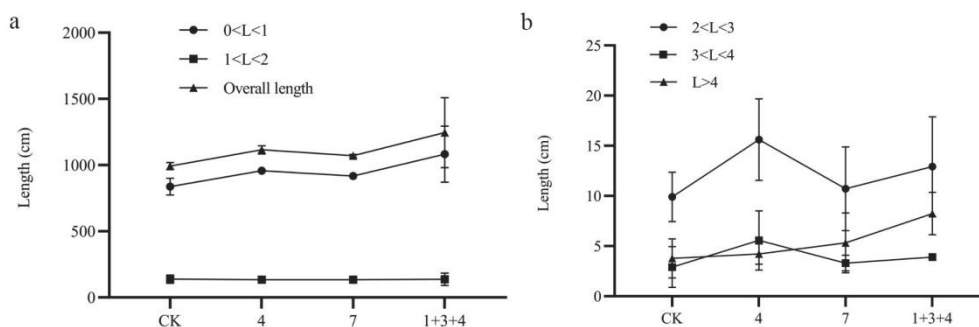 a
0<L<1
1<L<2
Overall length
Length (cm)
2000
1500
1000
500
0
CK
4
7
1+3+4
b
2<L<3
3<L<4
L>4
Length (cm)
25
20
15
10
5
0
CK
4
7
1+3+4